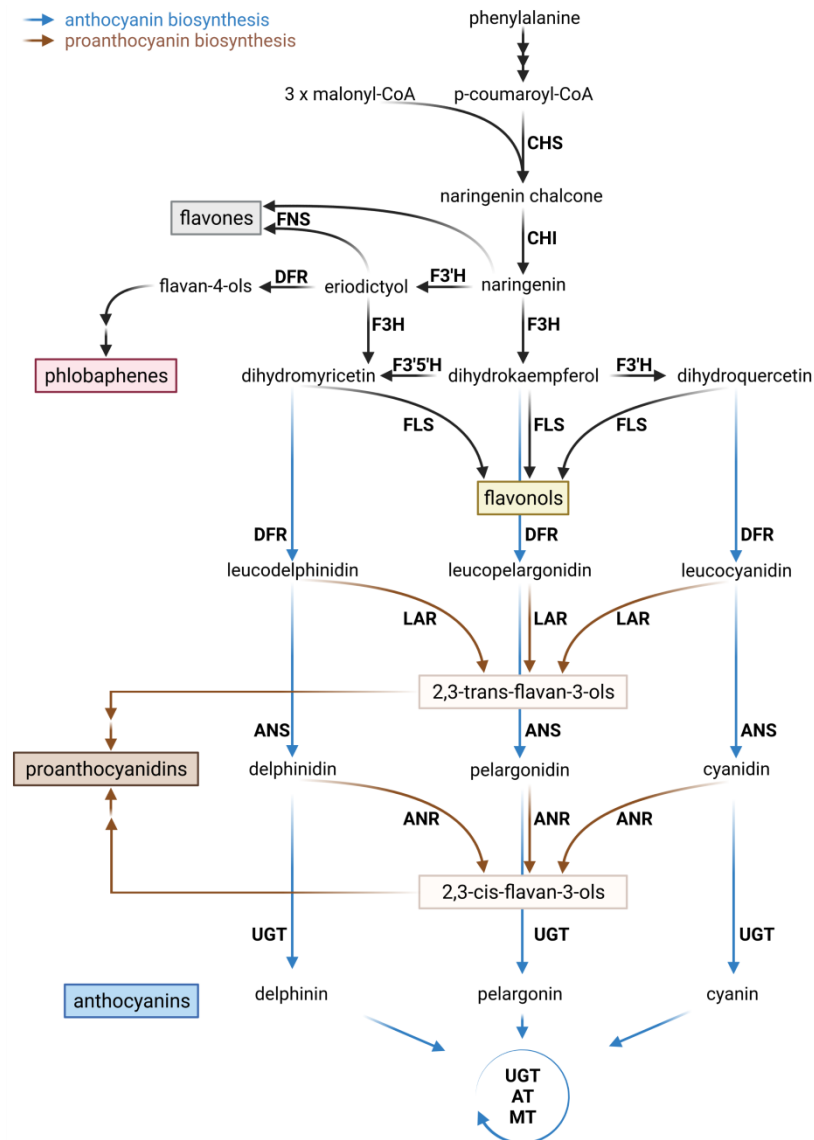 anthocyanin biosynthesis
proanthocyanin biosynthesis
phenylalanine
3 x malonyl-CoA
p-coumaroyl-CoA
CHS
naringenin chalcone
flavones
FNS
CHI
flavan-4-ols
DFR
eriodictyol
F3'H
naringenin
F3H
F3H
phlobaphenes
dihydromyricetin
F3'5'H
dihydrokaempferol
F3'H
dihydroquercetin
FLS
FLS
FLS
flavonols
DFR
DFR
DFR
leucodelphinidin
leucopelargonidin
leucocyanidin
LAR
LAR
LAR
2,3-trans-flavan-3-ols
ANS
ANS
ANS
proanthocyanidins
delphinidin
pelargonidin
cyanidin
ANR
ANR
ANR
2,3-cis-flavan-3-ols
UGT
UGT
UGT
anthocyanins
delphinin
pelargonin
cyanin
UGT
AT
MT